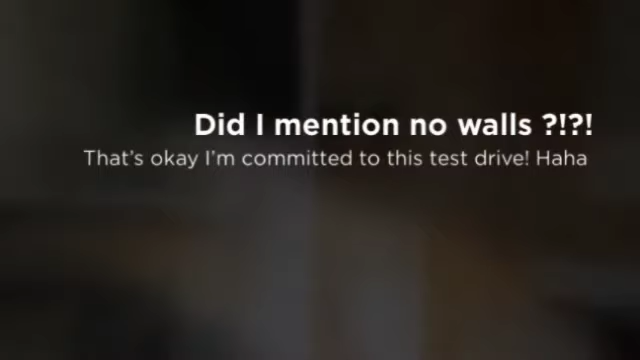 Did I mention no walls ?!?!
That's okay I'm committed to this test drive! Haha